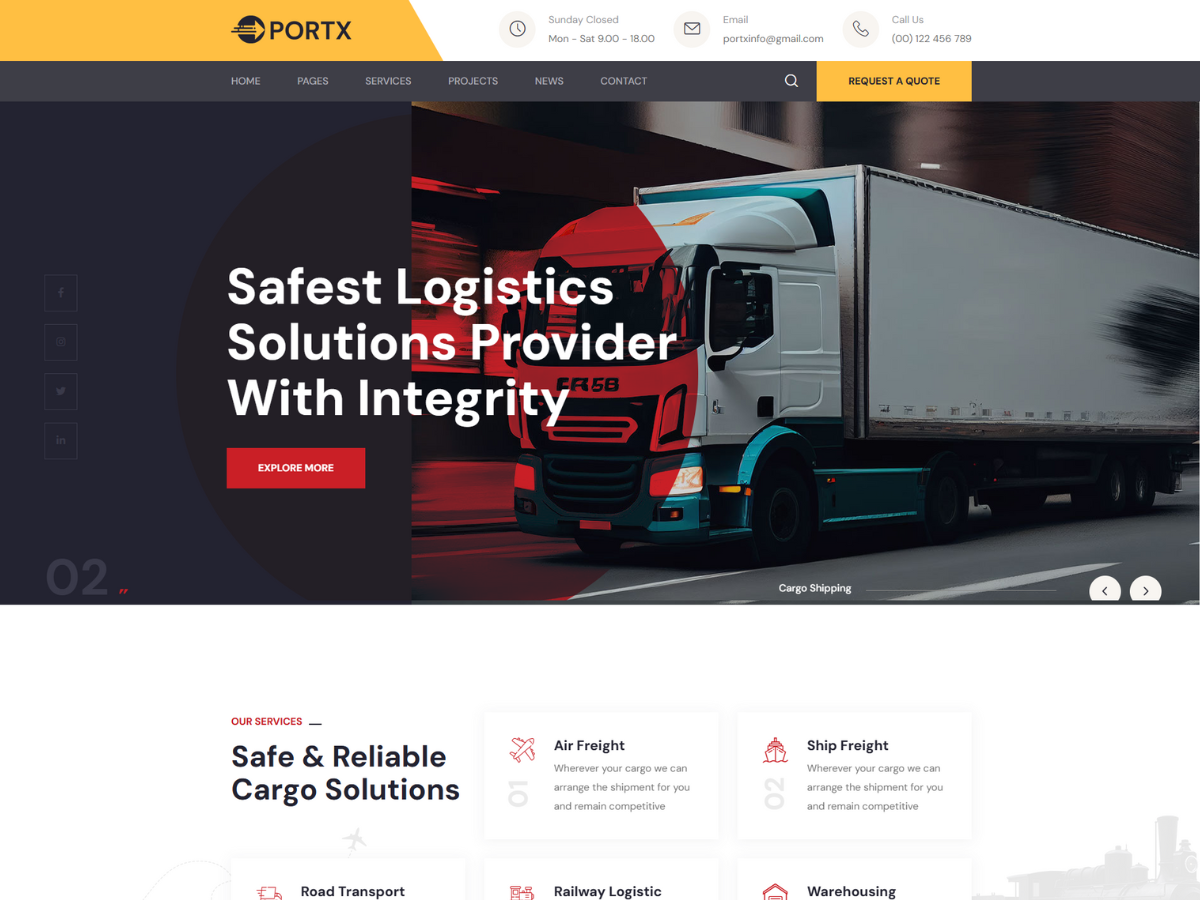 PORTX
Sunday Closed
Mon - Sat 9.00 - 18.00
Email
portxinfo@gmail.com
Call Us
(00) 122 456 789
HOME
PAGES
SERVICES
PROJECTS
NEWS
CONTACT
REQUEST A QUOTE
Safest Logistics
Solutions Provider
With Integrity
EXPLORE MORE
02
Cargo Shipping
OUR SERVICES
Safe & Reliable
Cargo Solutions
Air Freight
01
Wherever your cargo we can
arrange the shipment for you
and remain competitive
Ship Freight
02
Wherever your cargo we can
arrange the shipment for you
and remain competitive
Road Transport
Railway Logistic
Warehousing